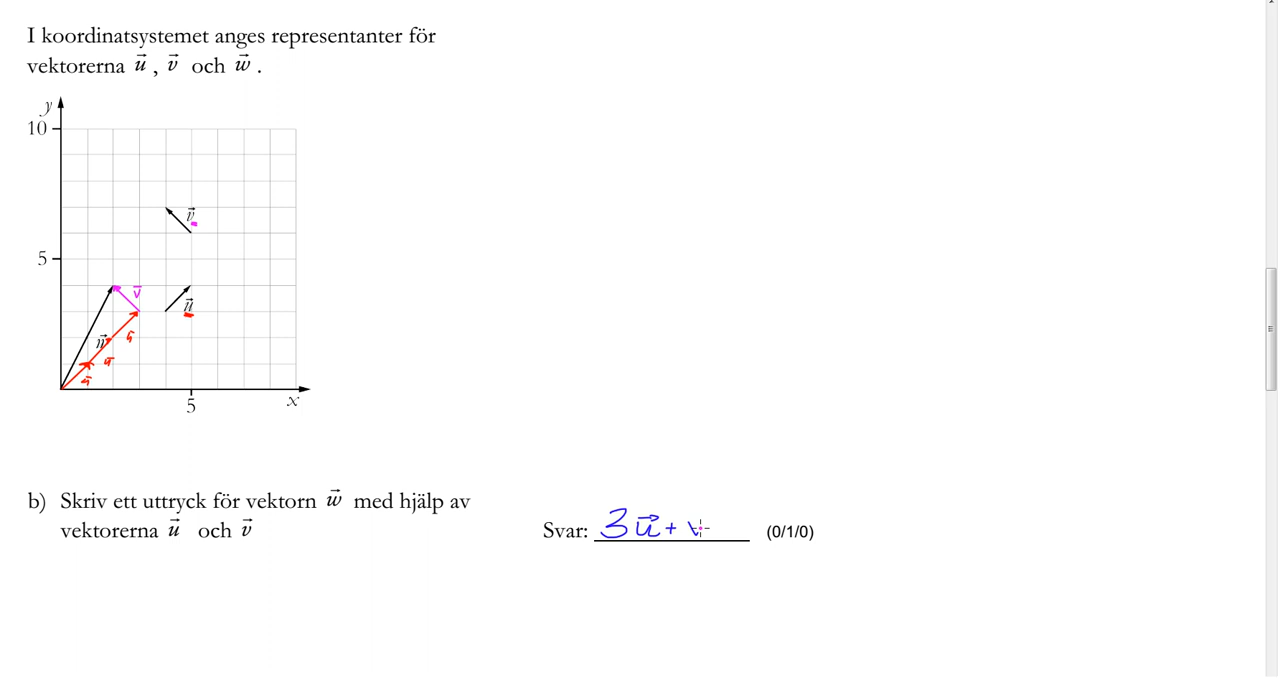 I koordinatsystemet anges representanter för
vektorerna u⃗ , v⃗ och w⃗ .
y
10
v⃗
5
v⃗
u⃗
u⃗
u⃗
u⃗
5
x
b) Skriv ett uttryck för vektorn w⃗ med hjälp av
vektorerna u⃗ och v⃗
Svar: 3u⃗ + v (0/1/0)